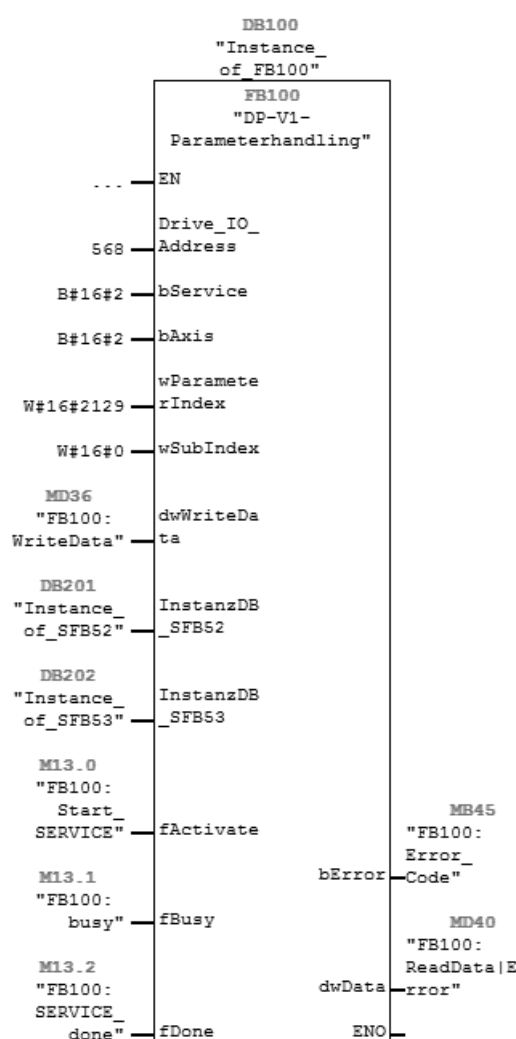 DB100
"Instance_
of_FB100"
FB100
"DP-V1-
Parameterhandling"
... EN
Drive_IO_
568 Address
B#16#2 bService
B#16#2 bAxis
wParamete
W#16#2129 rIndex
W#16#0 wSubIndex
MD36
"FB100: dwWriteDa
WriteData" ta
DB201
"Instance_ InstanzDB
of_SFB52" _SFB52
DB202
"Instance_ InstanzDB
of_SFB53" _SFB53
M13.0
"FB100:
Start_
SERVICE" fActivate
MB45
"FB100:
Error_
bError Code"
M13.1
"FB100:
busy" fBusy
MD40
"FB100:
ReadData|E
dwData rror"
M13.2
"FB100:
SERVICE_
done" fDone
ENO